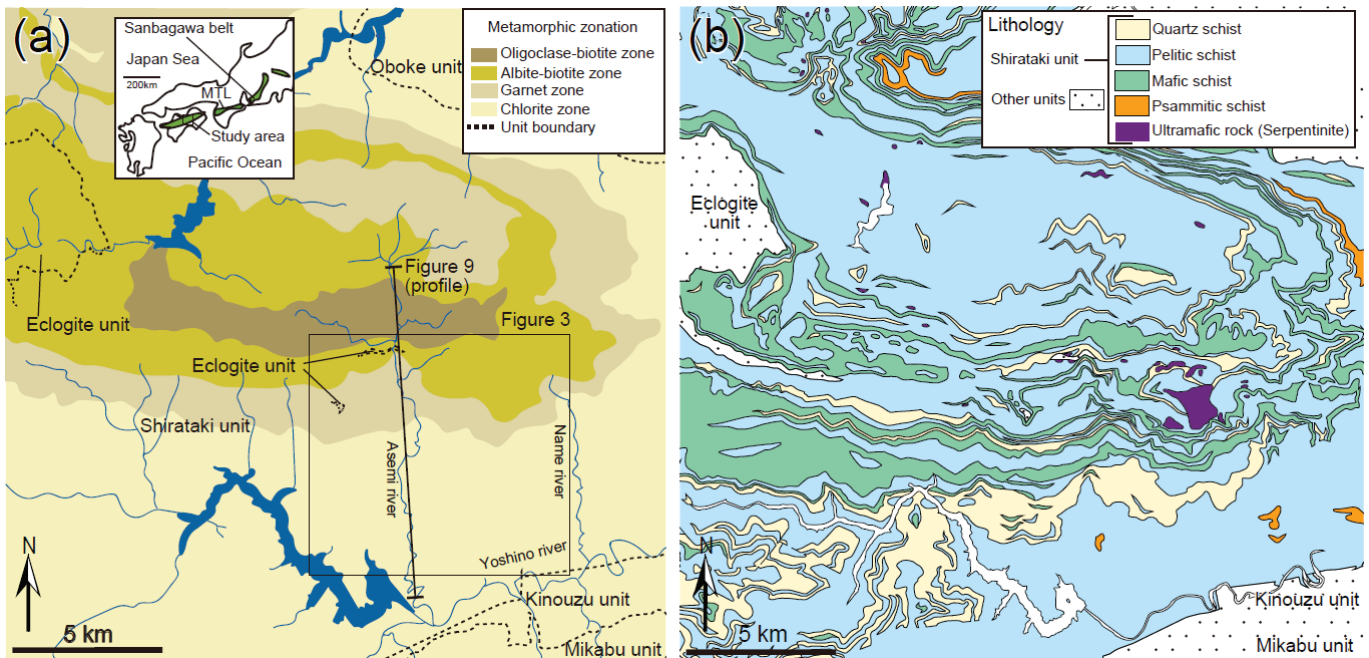 (a)
Sanbagawa belt
Japan Sea
200km
MTL
Study area
Pacific Ocean
Oboke unit
Metamorphic zonation
Oligoclase-biotite zone
Albite-biotite zone
Garnet zone
Chlorite zone
Unit boundary
Figure 9
(profile)
Eclogite unit
Figure 3
Eclogite unit
Shirataki unit
Asemi river
Name river
Yoshino river
N
Kinouzu unit
5 km
Mikabu unit
(b)
Lithology
Shirataki unit
Other units
Quartz schist
Pelitic schist
Mafic schist
Psammitic schist
Ultramafic rock (Serpentinite)
Eclogite
unit
N
Kinouzu unit
5 km
Mikabu unit